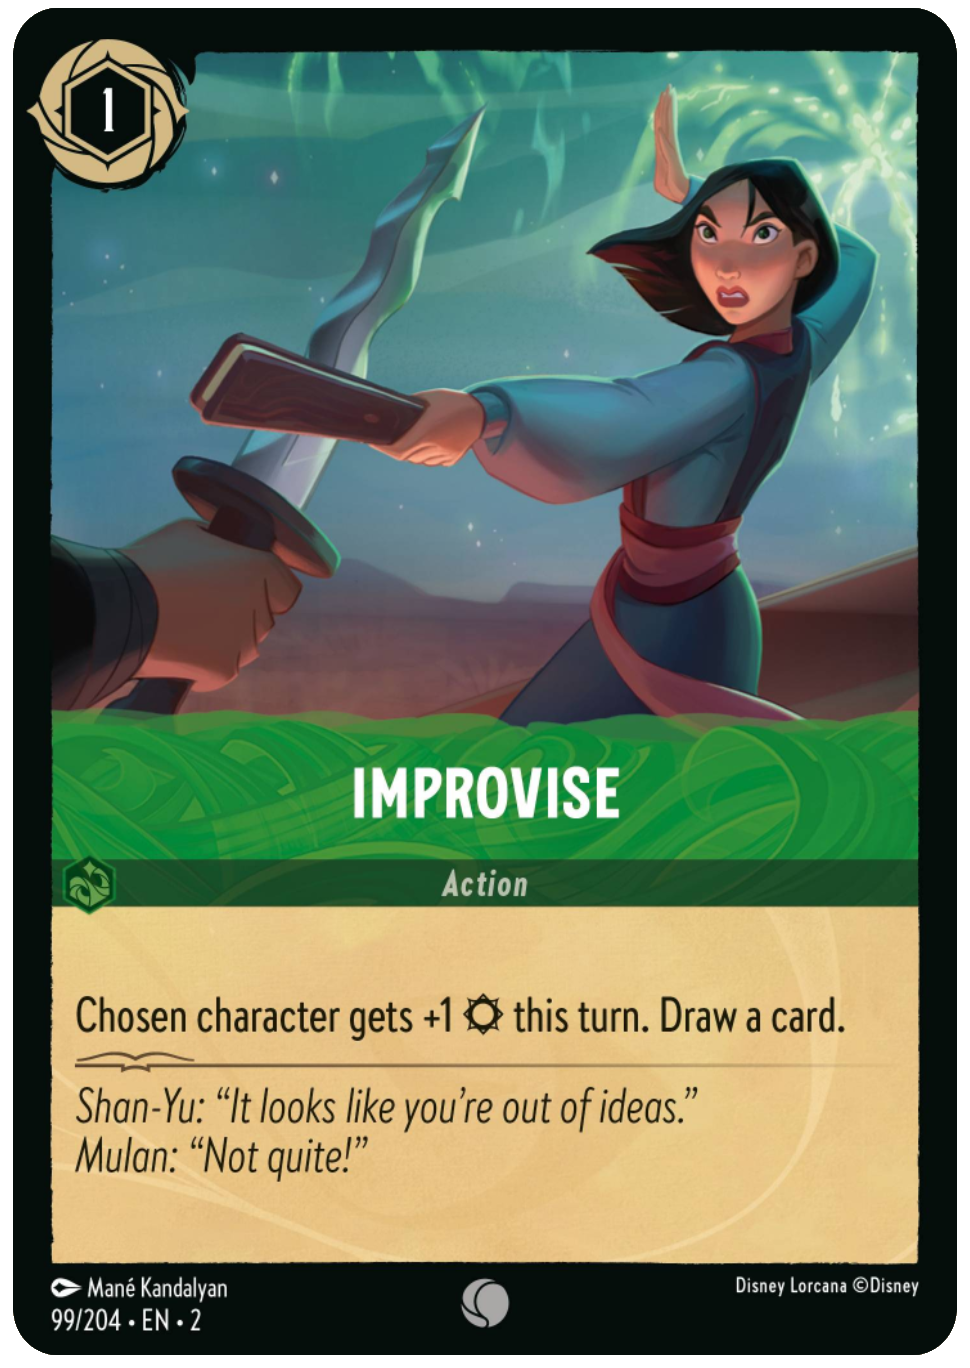 1
IMPROVISE
Action
Chosen character gets +1 this turn. Draw a card.
Shan-Yu: “It looks like you’re out of ideas.”
Mulan: “Not quite!”
Mané Kandalyan
Disney Lorcana ©Disney
99/204 • EN • 2